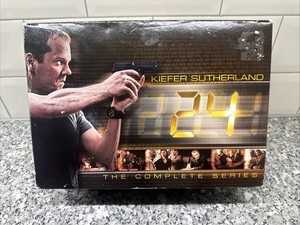 KIEFER SUTHERLAND
24
THE COMPLETE SERIES